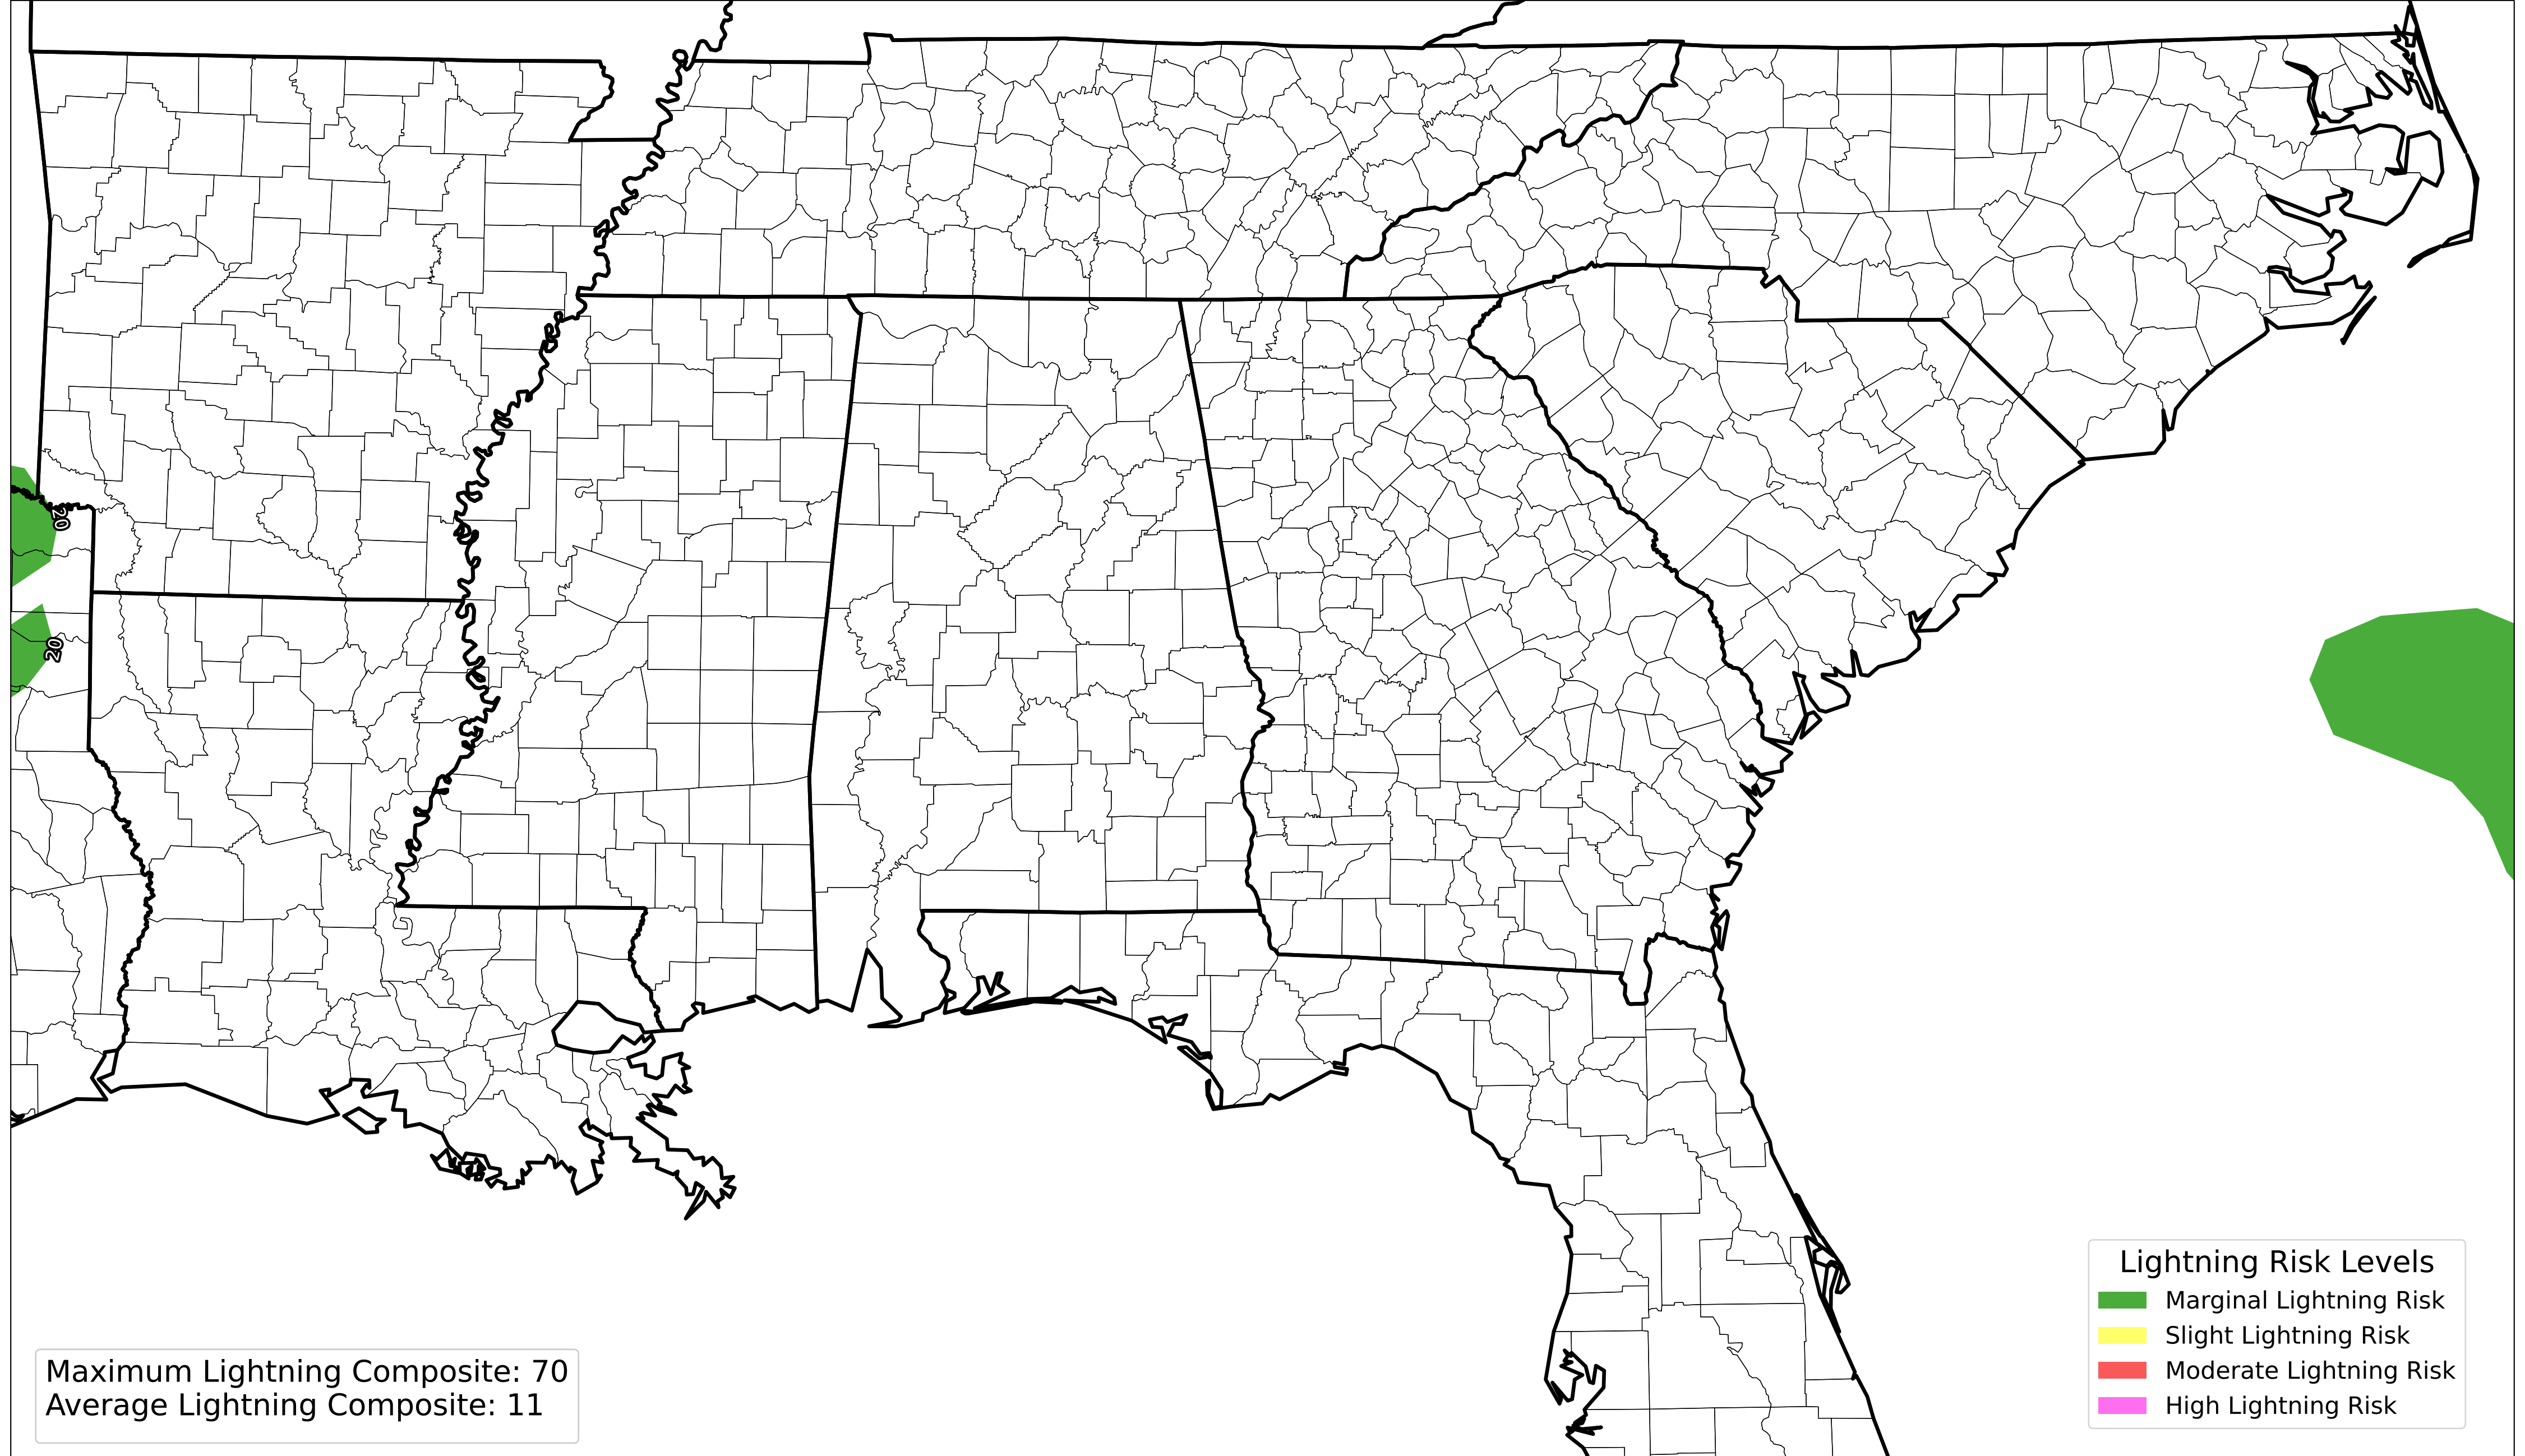 20
20
Lightning Risk Levels
Marginal Lightning Risk
Slight Lightning Risk
Moderate Lightning Risk
High Lightning Risk
Maximum Lightning Composite: 70
Average Lightning Composite: 11